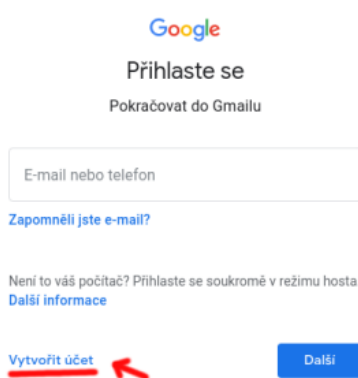 Google
Přihlaste se
Pokračovat do Gmailu
E-mail nebo telefon
Zapomněli jste e-mail?
Není to váš počítač? Přihlaste se soukromě v režimu hosta.
Další informace
Vytvořit účet
Další